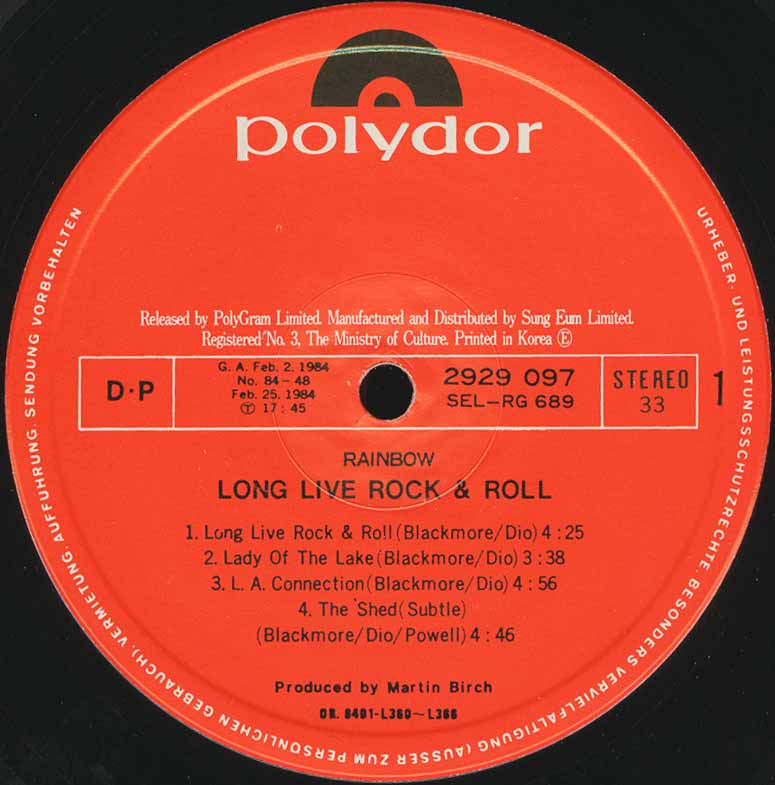 polydor
Released by PolyGram Limited. Manufactured and Distributed by Sung Eum Limited.
Registered No. 3, The Ministry of Culture. Printed in Korea Ⓔ
D·P
G. A. Feb. 2. 1984
No. 84-48
Feb. 25. 1984
Ⓣ 17:45
2929 097
SEL-RG 689
STEREO
33
1
RAINBOW
LONG LIVE ROCK & ROLL
1. Long Live Rock & Roll (Blackmore/Dio) 4:25
2. Lady Of The Lake (Blackmore/Dio) 3:38
3. L. A. Connection (Blackmore/Dio) 4:56
4. The Shed (Subtle)
(Blackmore/Dio/Powell) 4:46
Produced by Martin Birch
OR. 8401-L360~L366
URHEBER- UND LEISTUNGSSCHUTZRECHTE, BESONDERS VERVIELFALTIGUNG (AUSSER ZUM PERSONLICHEN GEBRAUCH), VERMIETUNG, AUFFUHRUNG, SENDUNG VORBEHALTEN